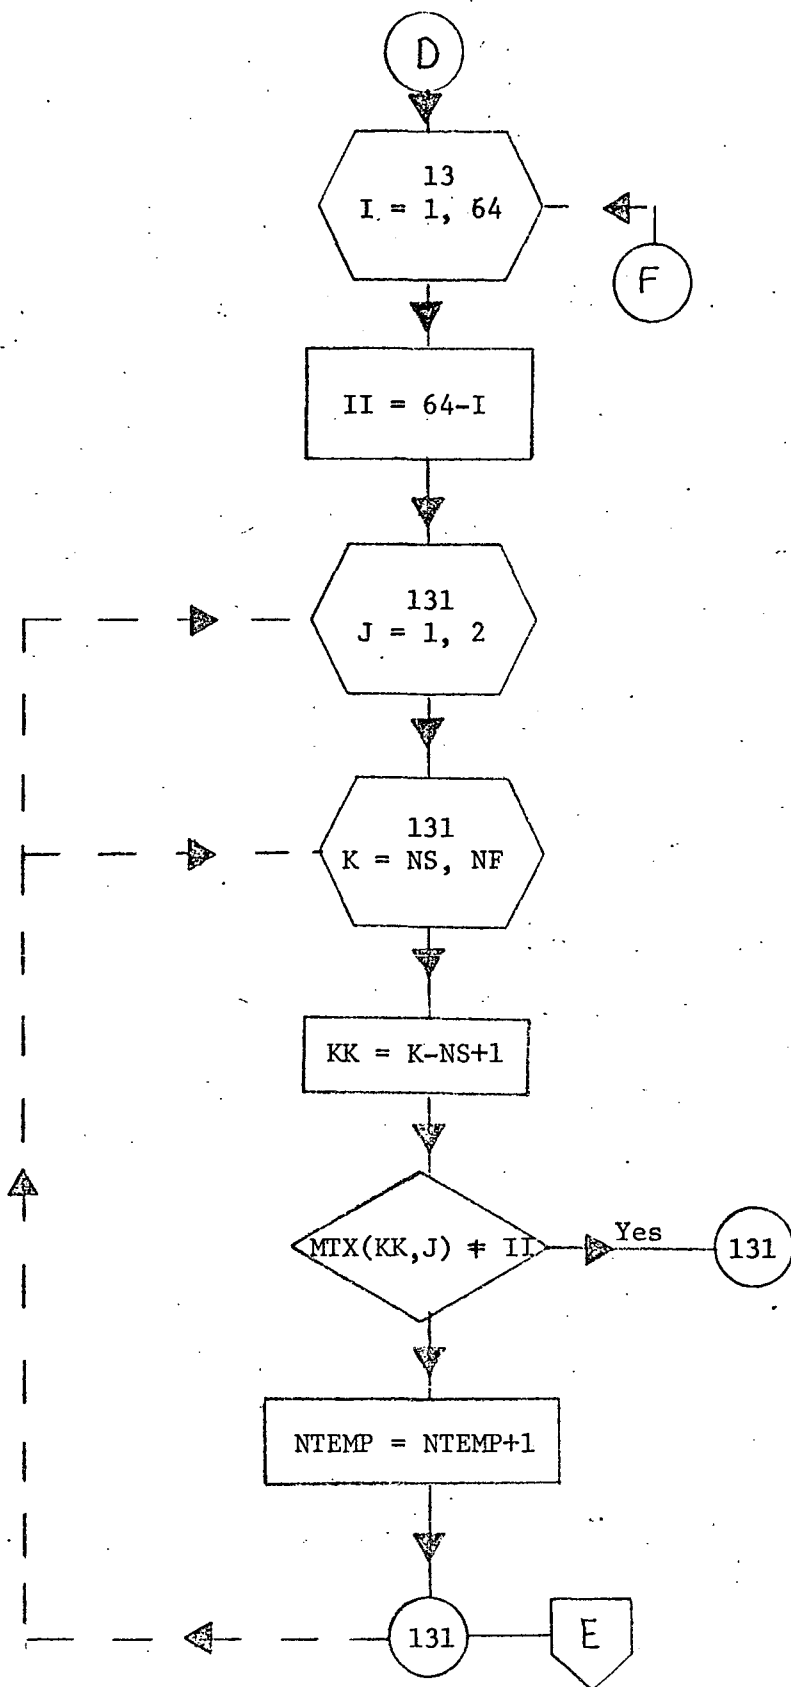 D
13
I = 1, 64
F
II = 64-I
131
J = 1, 2
131
K = NS, NF
KK = K-NS+1
MTX(KK,J) ≠ II
Yes
131
NTEMP = NTEMP+1
131
E